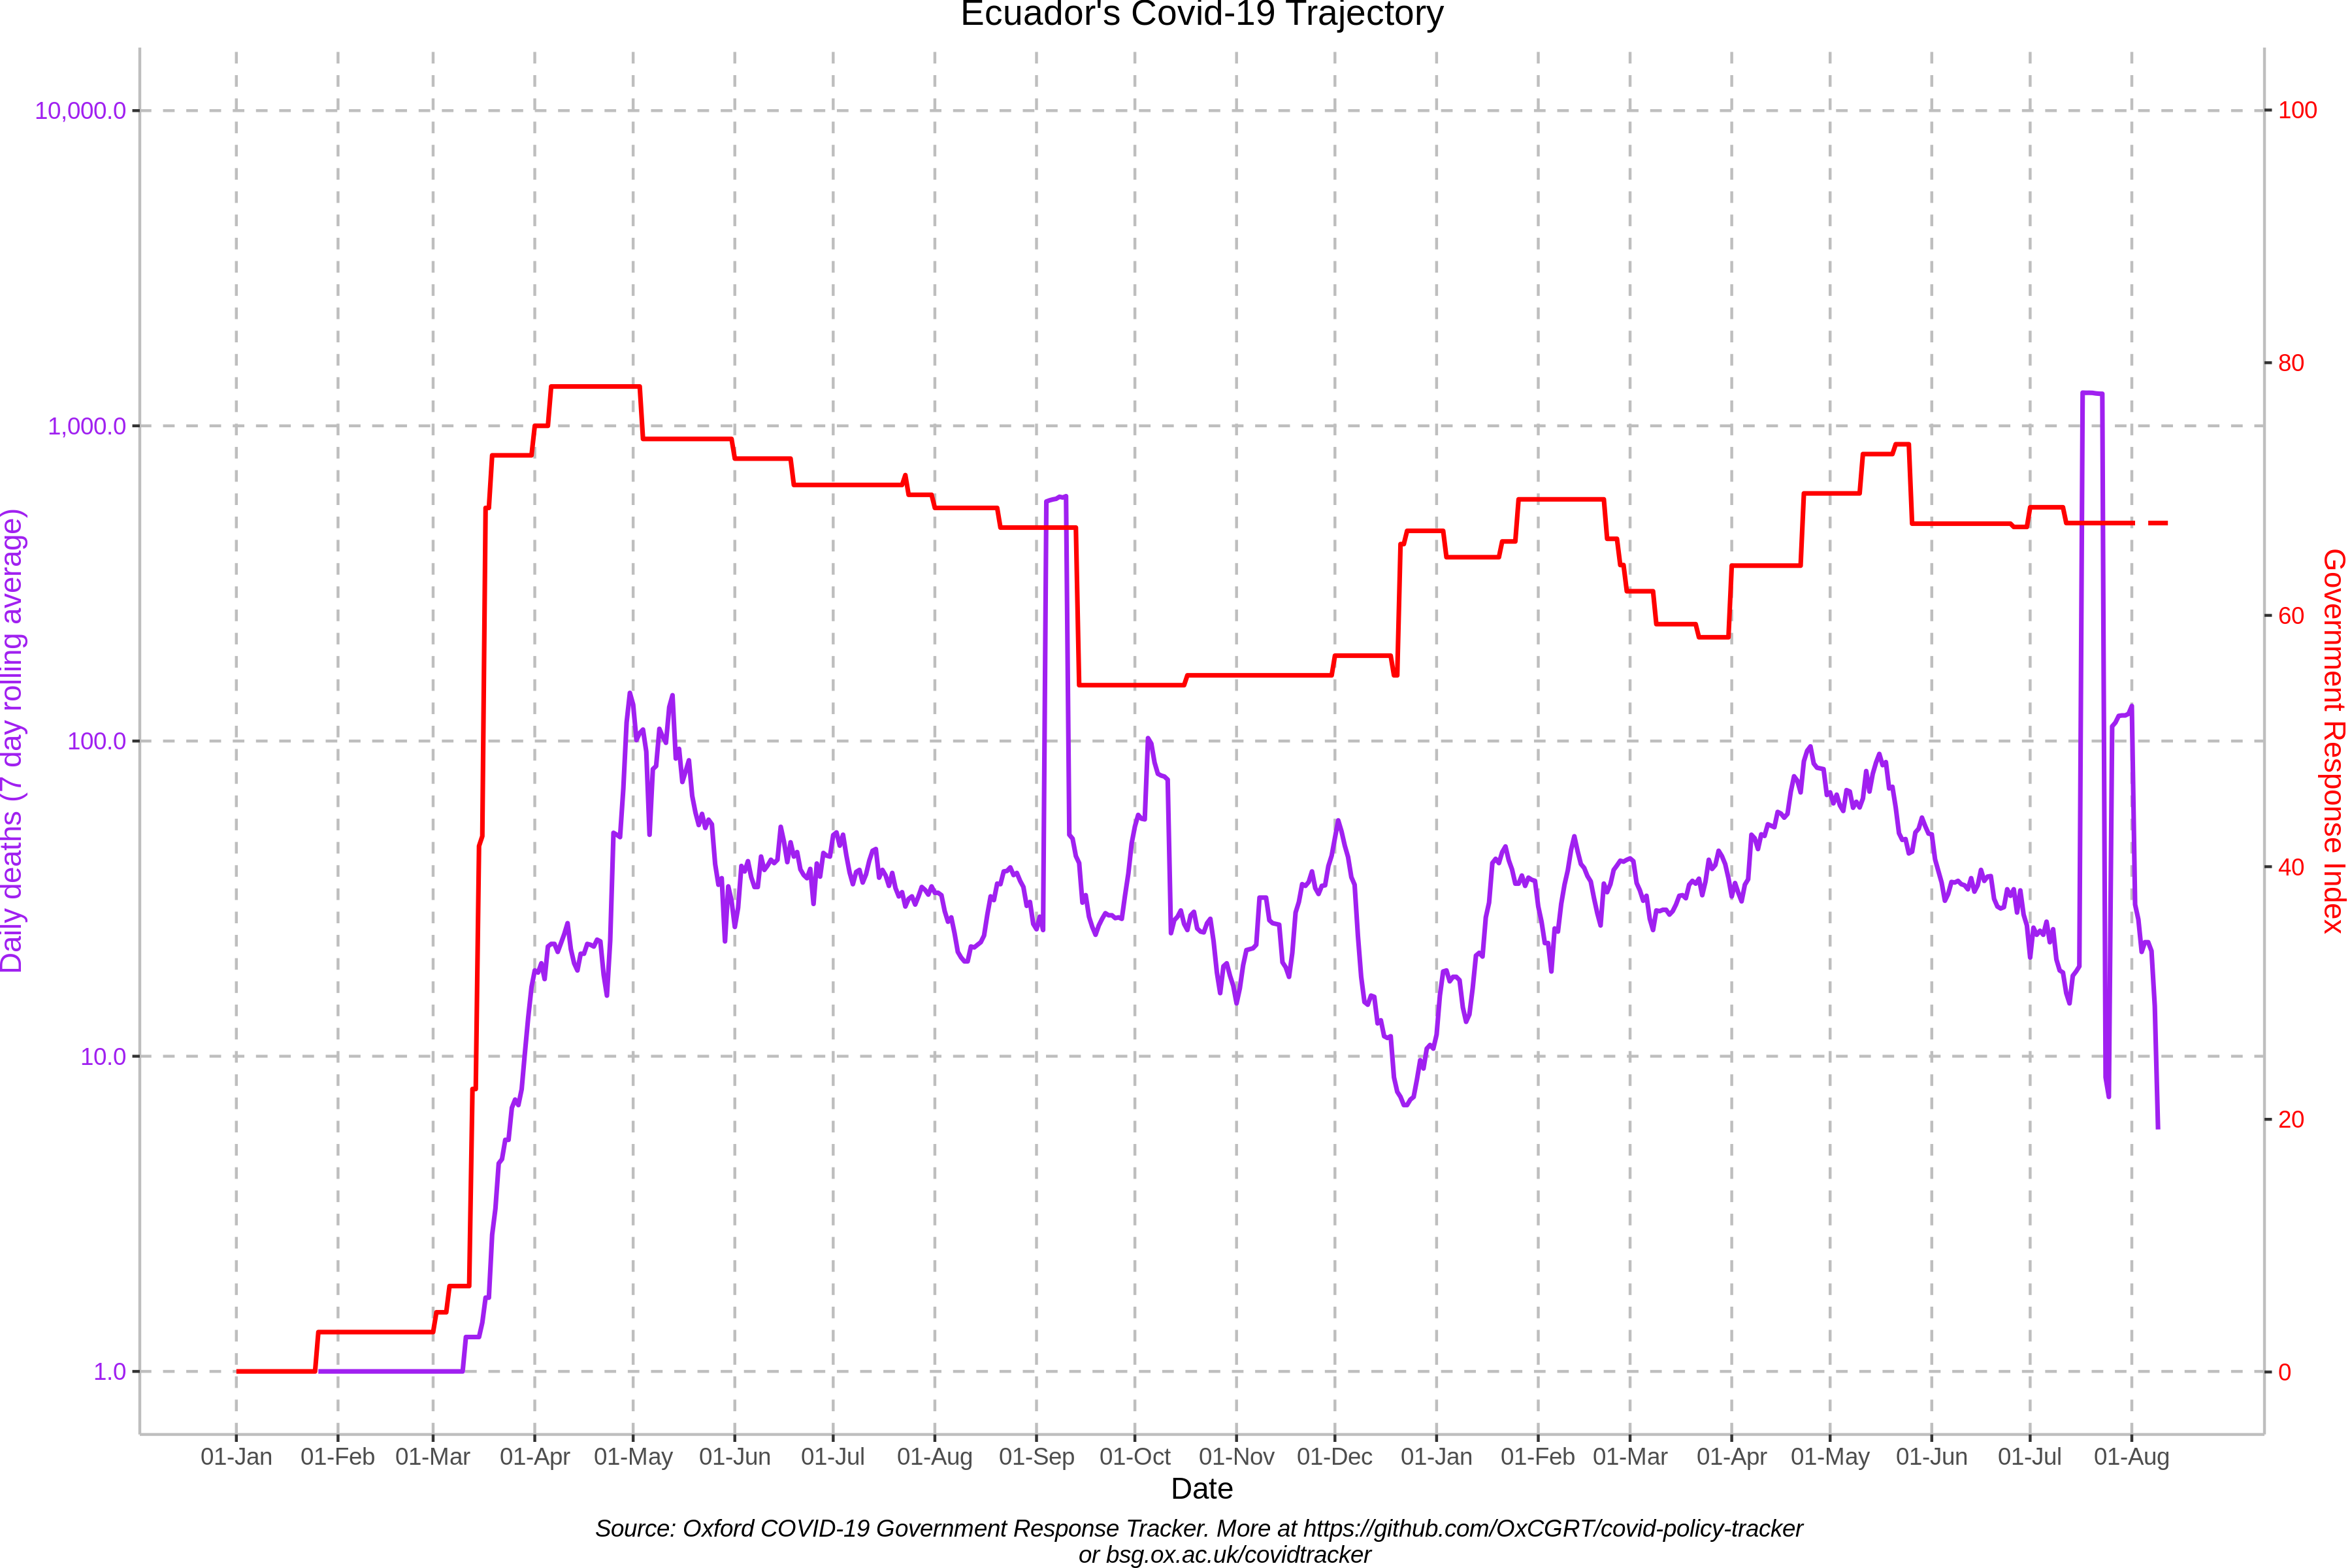 Ecuador's Covid-19 Trajectory
10,000.0
1,000.0
100.0
10.0
1.0
Daily deaths (7 day rolling average)
100
80
60
40
20
0
Government Response Index
01-Jan 01-Feb 01-Mar 01-Apr 01-May 01-Jun 01-Jul 01-Aug 01-Sep 01-Oct 01-Nov 01-Dec 01-Jan 01-Feb 01-Mar 01-Apr 01-May 01-Jun 01-Jul 01-Aug
Date
Source: Oxford COVID-19 Government Response Tracker. More at https://github.com/OxCGRT/covid-policy-tracker
or bsg.ox.ac.uk/covidtracker